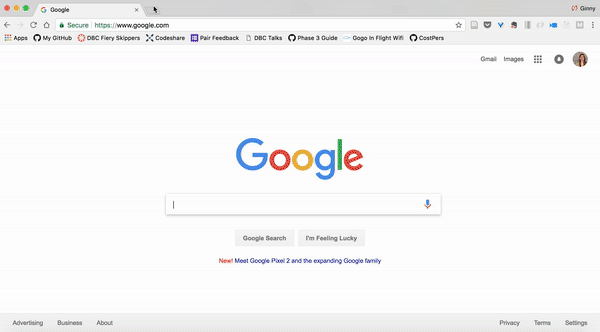 Google
Ginny
Secure https://www.google.com
Apps My GitHub DBC Fiery Skippers Codeshare Pair Feedback DBC Talks Phase 3 Guide Gogo In Flight Wifi CostPers
Gmail Images
Google
Google Search I'm Feeling Lucky
New! Meet Google Pixel 2 and the expanding Google family
Advertising Business About Privacy Terms Settings